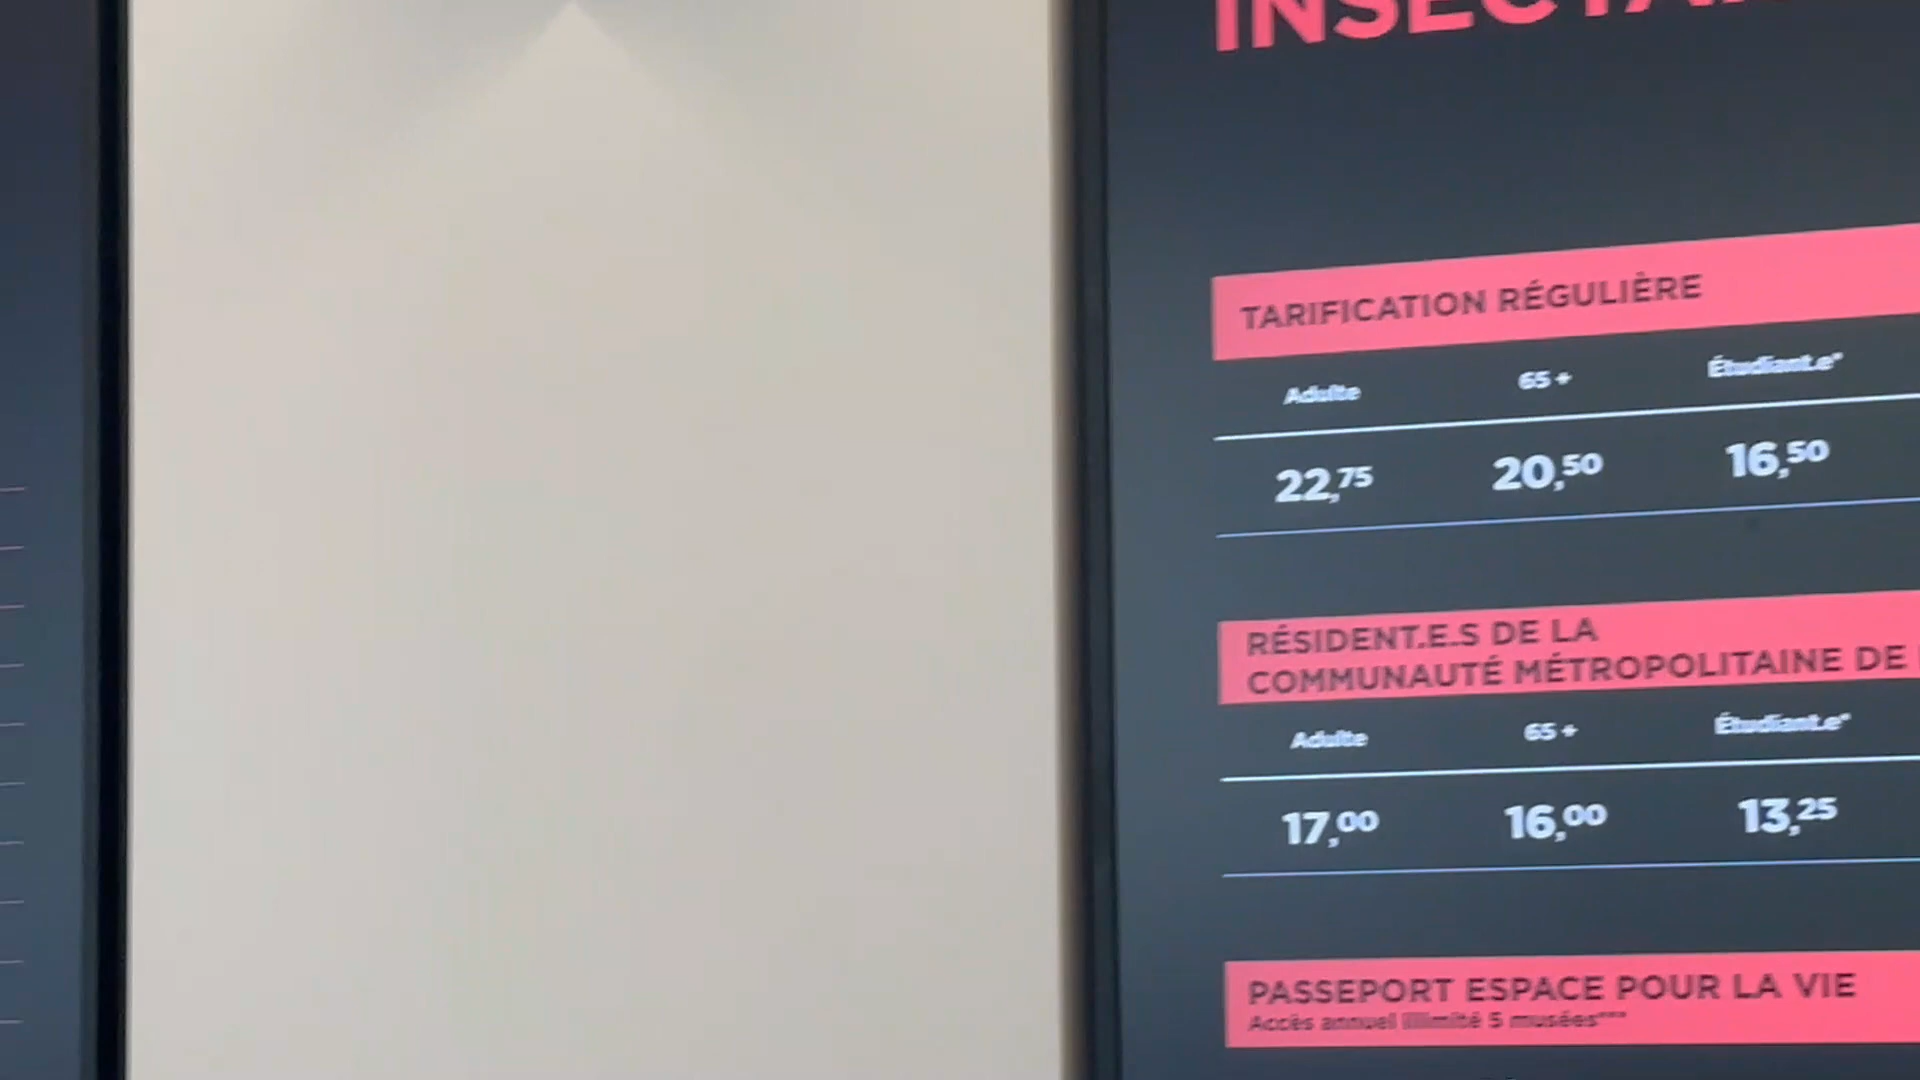 TARIFICATION RÉGULIÈRE
Adulte 65 + Étudiant.e*
22,75 20,50 16,50
RÉSIDENT.E.S DE LA
COMMUNAUTÉ MÉTROPOLITAINE DE
Adulte 65 + Étudiant.e*
17,00 16,00 13,25
PASSEPORT ESPACE POUR LA VIE
Accès annuel illimité 5 musées***